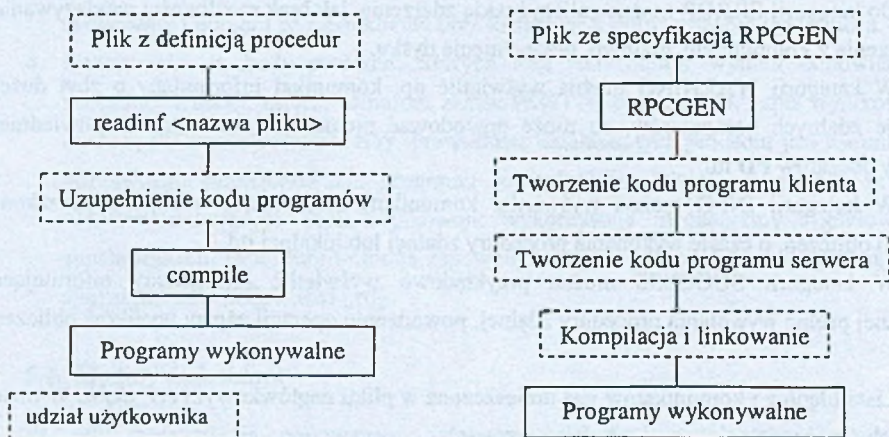 Plik z definicją procedur
readinf <nazwa pliku>
Uzupełnienie kodu programów
compile
Programy wykonywalne
udział użytkownika
Plik ze specyfikacją RPCGEN
RPCGEN
Tworzenie kodu programu klienta
Tworzenie kodu programu serwera
Kompilacja i linkowanie
Programy wykonywalne